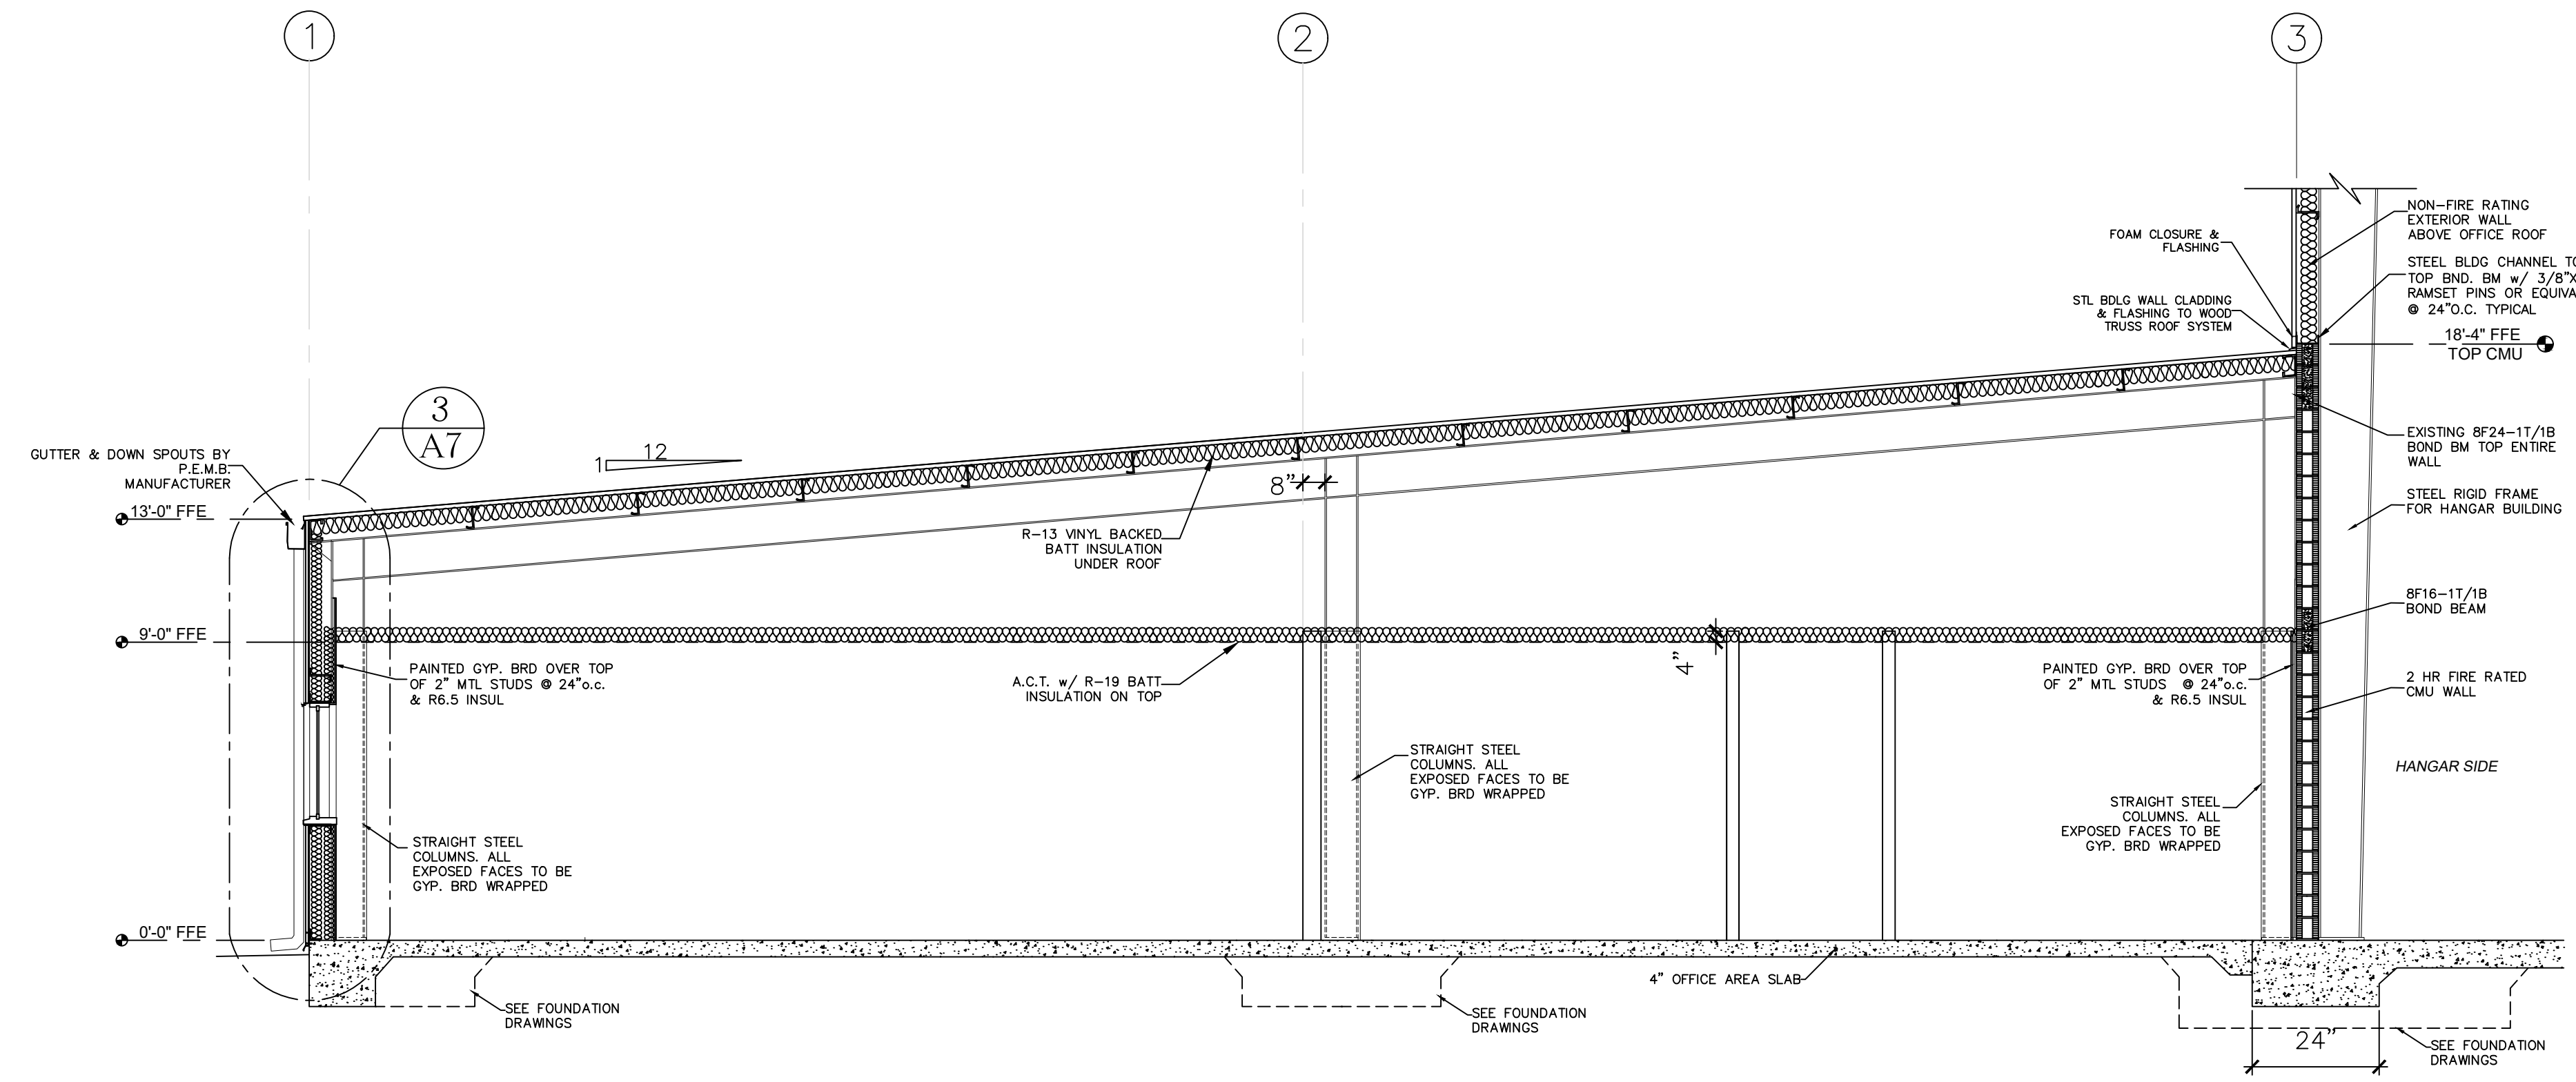 1
2
3
NON-FIRE RATING
EXTERIOR WALL
ABOVE OFFICE ROOF
FOAM CLOSURE &
FLASHING
STEEL BLDG CHANNEL TO
TOP BND. BM w/ 3/8"X
RAMSET PINS OR EQUIVA
@ 24"O.C. TYPICAL
STL BDLG WALL CLADDING
& FLASHING TO WOOD
TRUSS ROOF SYSTEM
18'-4" FFE
TOP CMU
3
A7
GUTTER & DOWN SPOUTS BY
P.E.M.B.
MANUFACTURER
1
12
EXISTING 8F24-1T/1B
BOND BM TOP ENTIRE
WALL
8"
STEEL RIGID FRAME
FOR HANGAR BUILDING
13'-0" FFE
R-13 VINYL BACKED
BATT INSULATION
UNDER ROOF
8F16-1T/1B
BOND BEAM
9'-0" FFE
4"
PAINTED GYP. BRD OVER TOP
OF 2" MTL STUDS @ 24"o.c.
& R6.5 INSUL
A.C.T. w/ R-19 BATT
INSULATION ON TOP
PAINTED GYP. BRD OVER TOP
OF 2" MTL STUDS @ 24"o.c.
& R6.5 INSUL
2 HR FIRE RATED
CMU WALL
STRAIGHT STEEL
COLUMNS. ALL
EXPOSED FACES TO BE
GYP. BRD WRAPPED
HANGAR SIDE
STRAIGHT STEEL
COLUMNS. ALL
EXPOSED FACES TO BE
GYP. BRD WRAPPED
STRAIGHT STEEL
COLUMNS. ALL
EXPOSED FACES TO BE
GYP. BRD WRAPPED
0'-0" FFE
4" OFFICE AREA SLAB
SEE FOUNDATION
DRAWINGS
SEE FOUNDATION
DRAWINGS
24"
SEE FOUNDATION
DRAWINGS